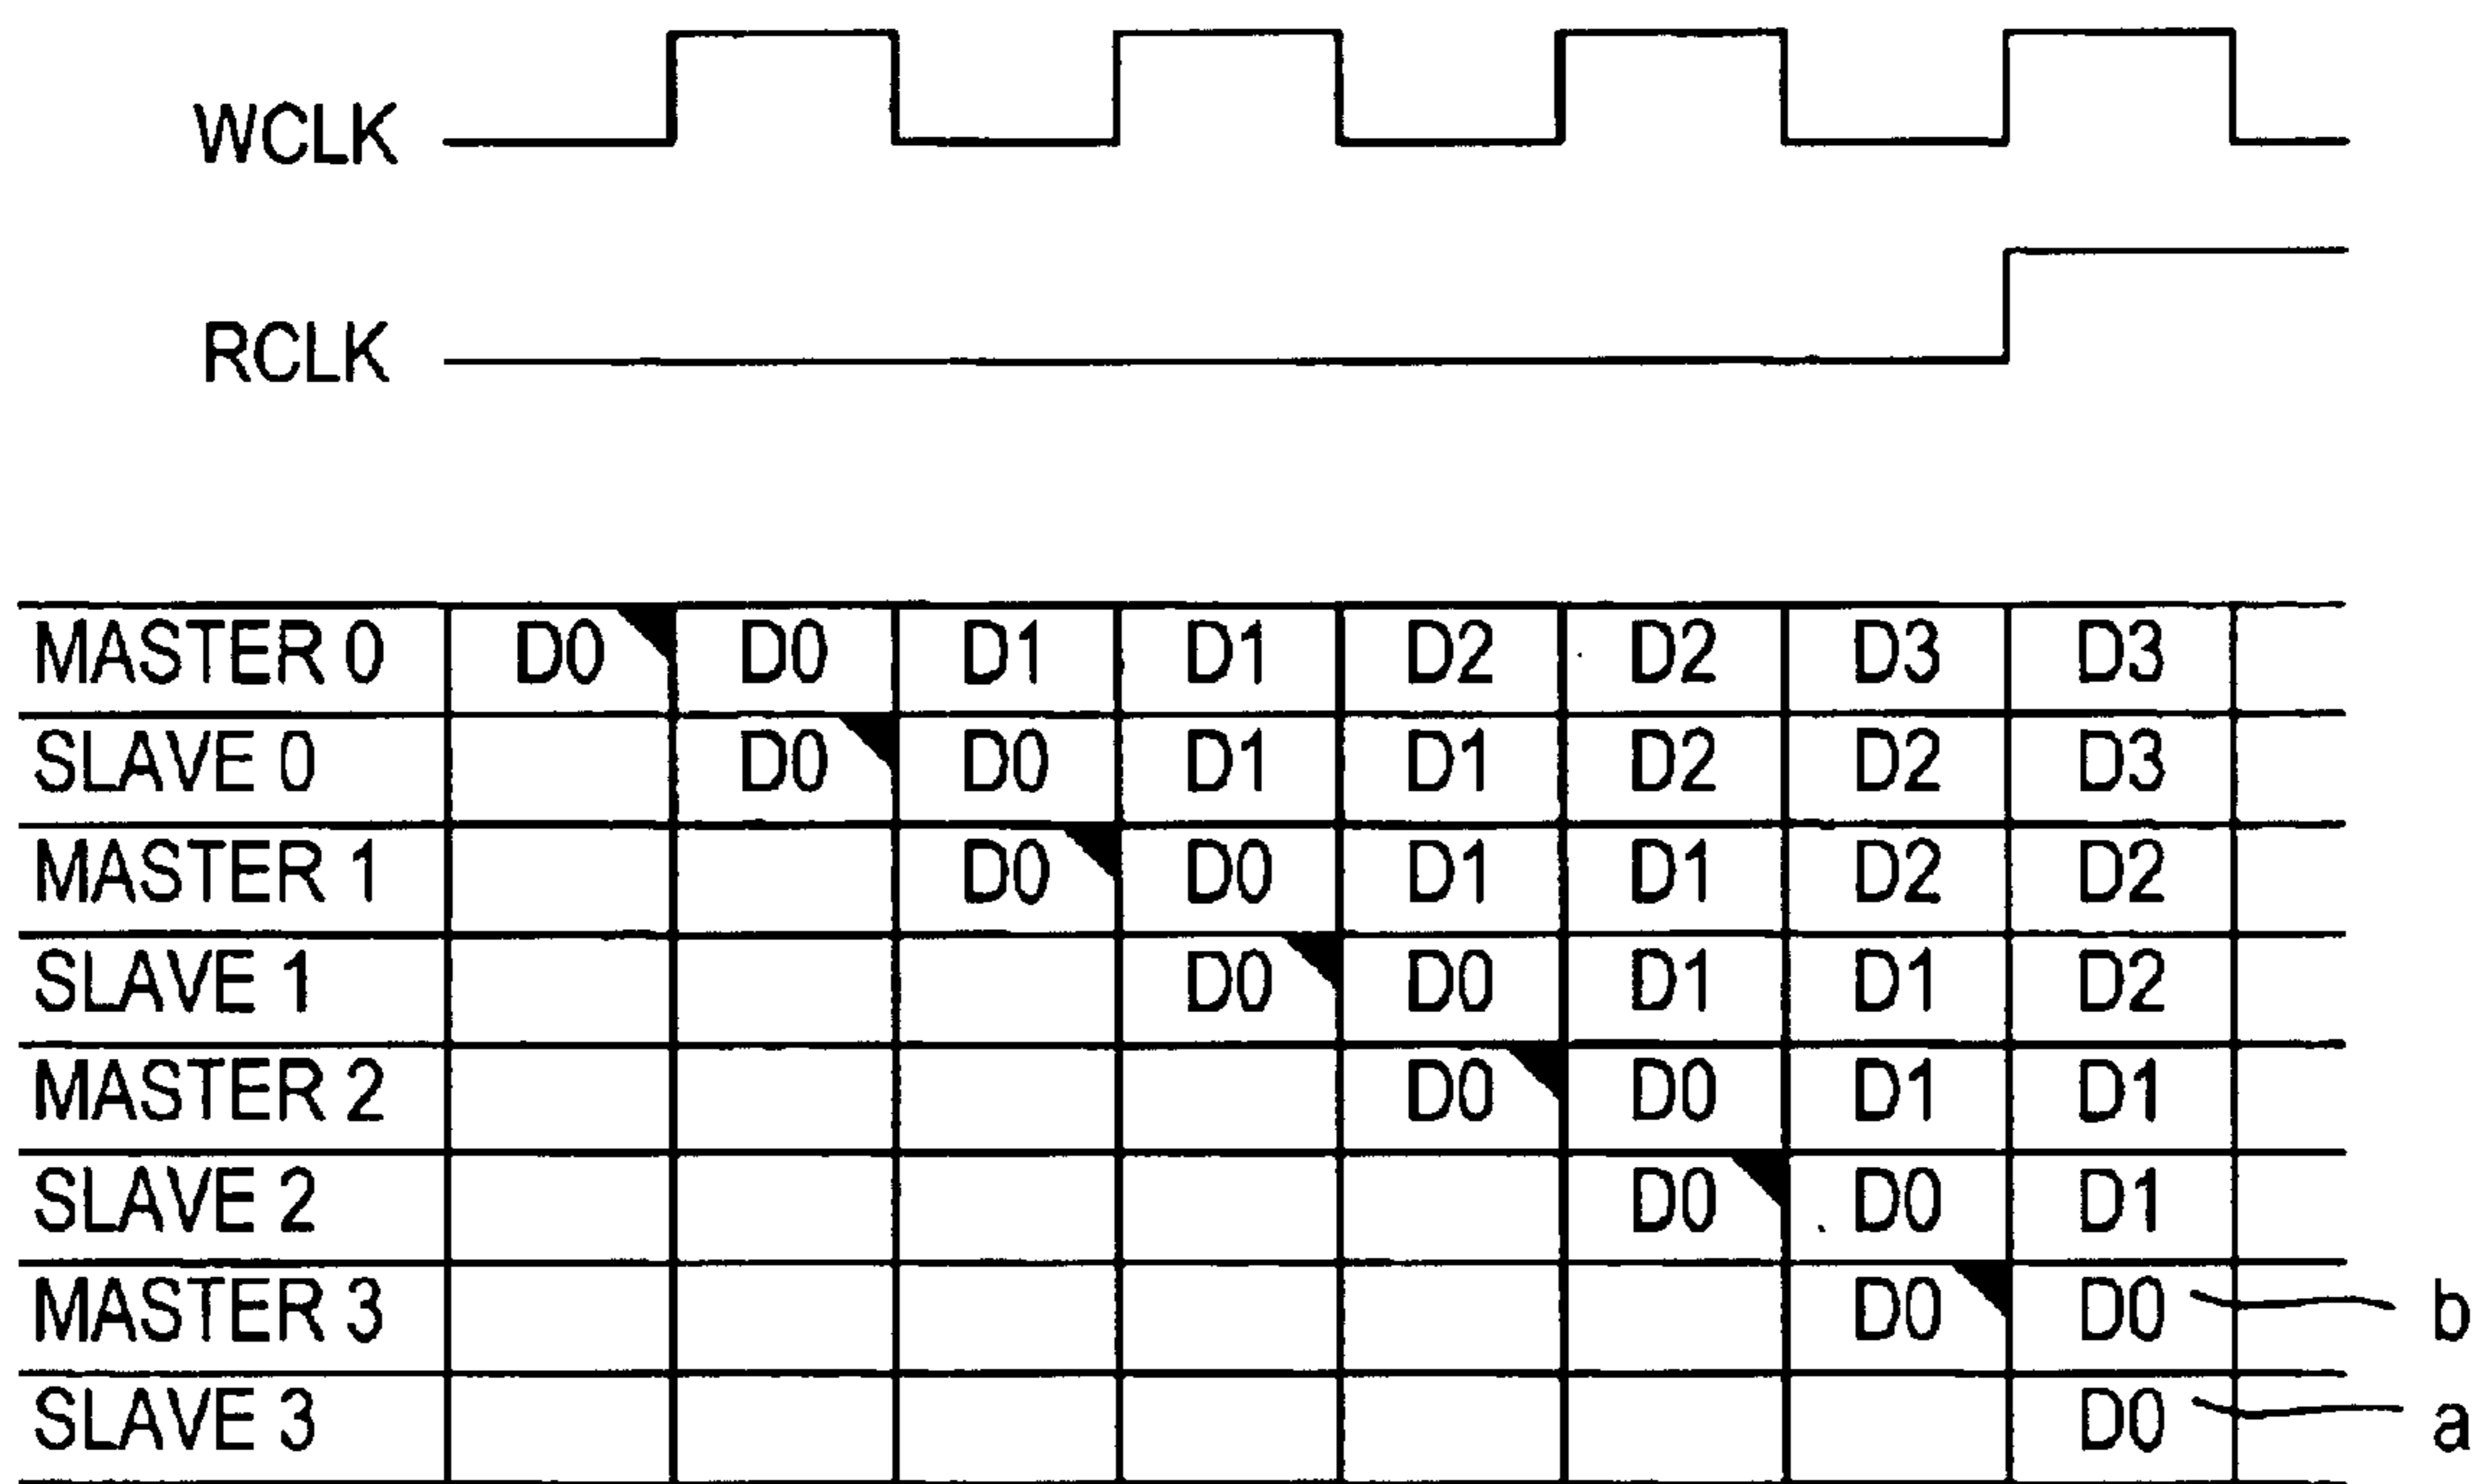 WCLK
RCLK
MASTER 0 D0 D0 D1 D1 D2 D2 D3 D3
SLAVE 0 D0 D0 D1 D1 D2 D2 D3
MASTER 1 D0 D0 D1 D1 D2 D2
SLAVE 1 D0 D0 D1 D1 D2
MASTER 2 D0 D0 D1 D1
SLAVE 2 D0 D0 D1
MASTER 3 D0 D0 b
SLAVE 3 D0 a